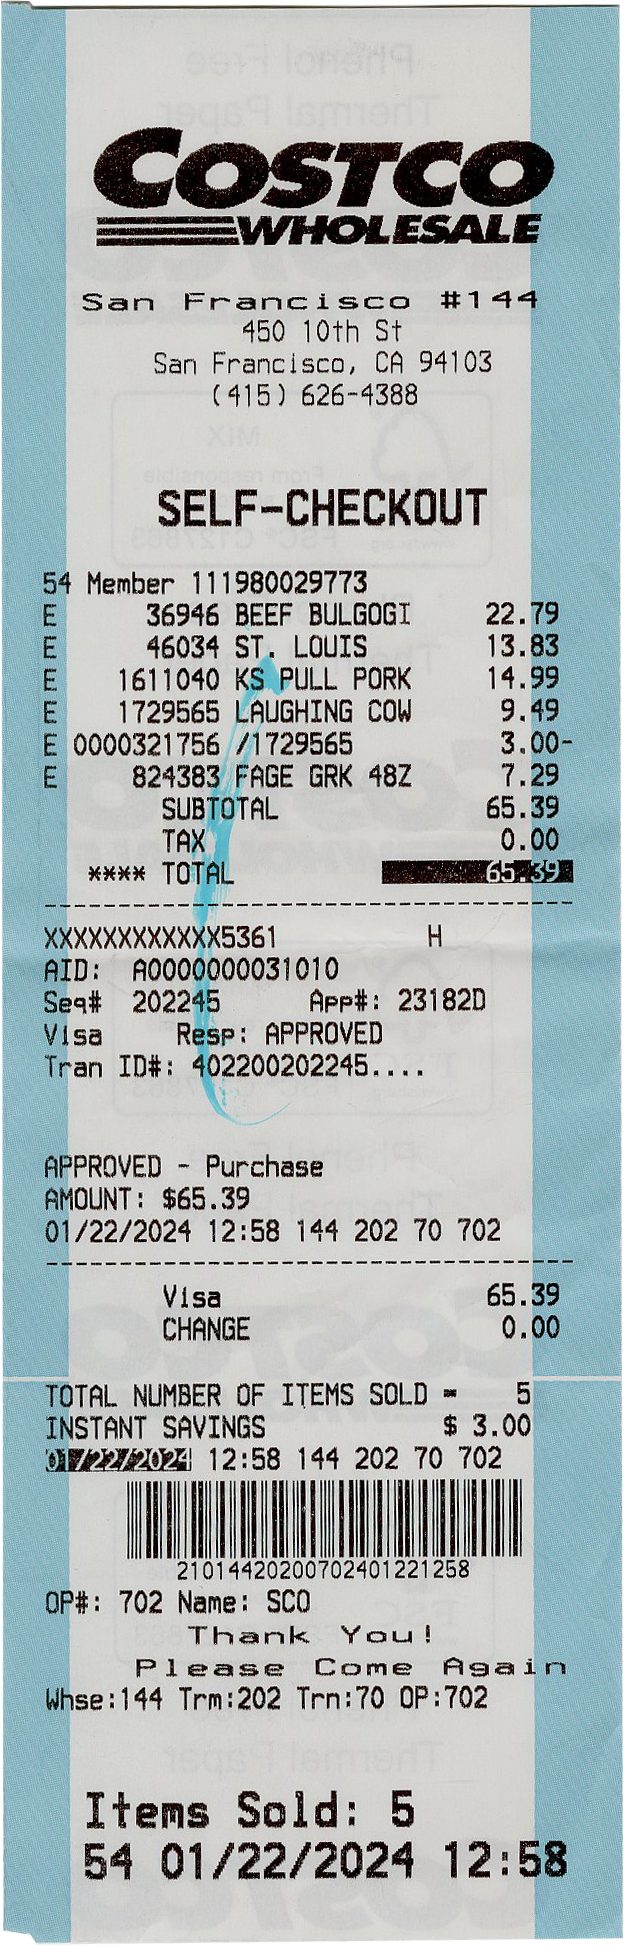 COSTCO
WHOLESALE
San Francisco #144
450 10th St
San Francisco, CA 94103
(415) 626-4388
SELF-CHECKOUT
54 Member 111980029773
E 36946 BEEF BULGOGI 22.79
E 46034 ST. LOUIS 13.83
E 1611040 KS PULL PORK 14.99
E 1729565 LAUGHING COW 9.49
E 0000321756 /1729565 3.00-
E 824383 FAGE GRK 48Z 7.29
SUBTOTAL 65.39
TAX 0.00
**** TOTAL 65.39
XXXXXXXXXXXX5361 H
AID: A0000000031010
Seq# 202245 App#: 23182D
Visa Resp: APPROVED
Tran ID#: 402200202245....
APPROVED - Purchase
AMOUNT: $65.39
01/22/2024 12:58 144 202 70 702
Visa 65.39
CHANGE 0.00
TOTAL NUMBER OF ITEMS SOLD = 5
INSTANT SAVINGS $ 3.00
01/22/2024 12:58 144 202 70 702
21014420200702401221258
OP#: 702 Name: SCO
Thank You!
Please Come Again
Whse:144 Trm:202 Trn:70 OP:702
Items Sold: 5
54 01/22/2024 12:58